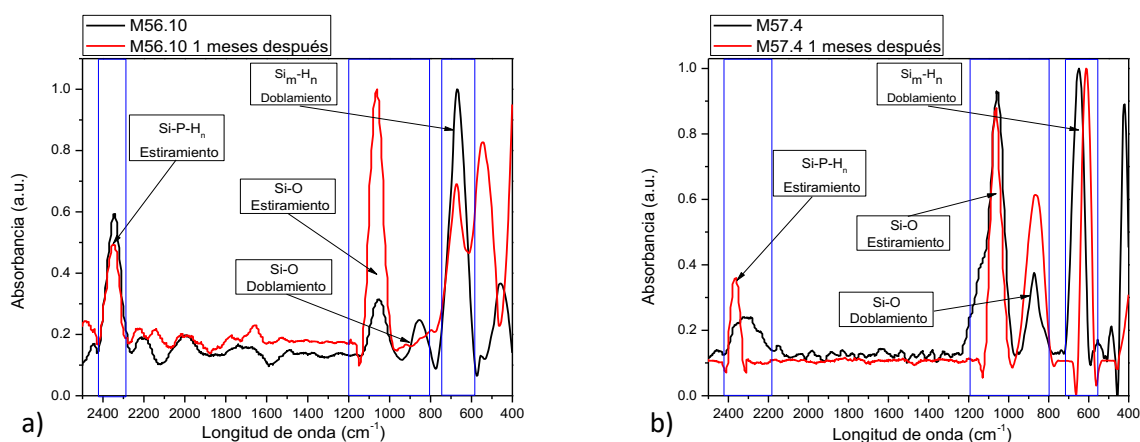 M56.10
M56.10 1 meses después
Absorbancia (a.u.)
1.0
0.8
0.6
0.4
0.2
0.0
Si-P-Hn
Estiramiento
Sim-Hn
Doblamiento
Si-O
Estiramiento
Si-O
Doblamiento
2400 2200 2000 1800 1600 1400 1200 1000 800 600 400
Longitud de onda (cm-1)
a)
M57.4
M57.4 1 meses después
Absorbancia (a.u.)
1.0
0.8
0.6
0.4
0.2
0.0
Sim-Hn
Doblamiento
Si-P-Hn
Estiramiento
Si-O
Estiramiento
Si-O
Doblamiento
2400 2200 2000 1800 1600 1400 1200 1000 800 600 400
Longitud de onda (cm-1)
b)